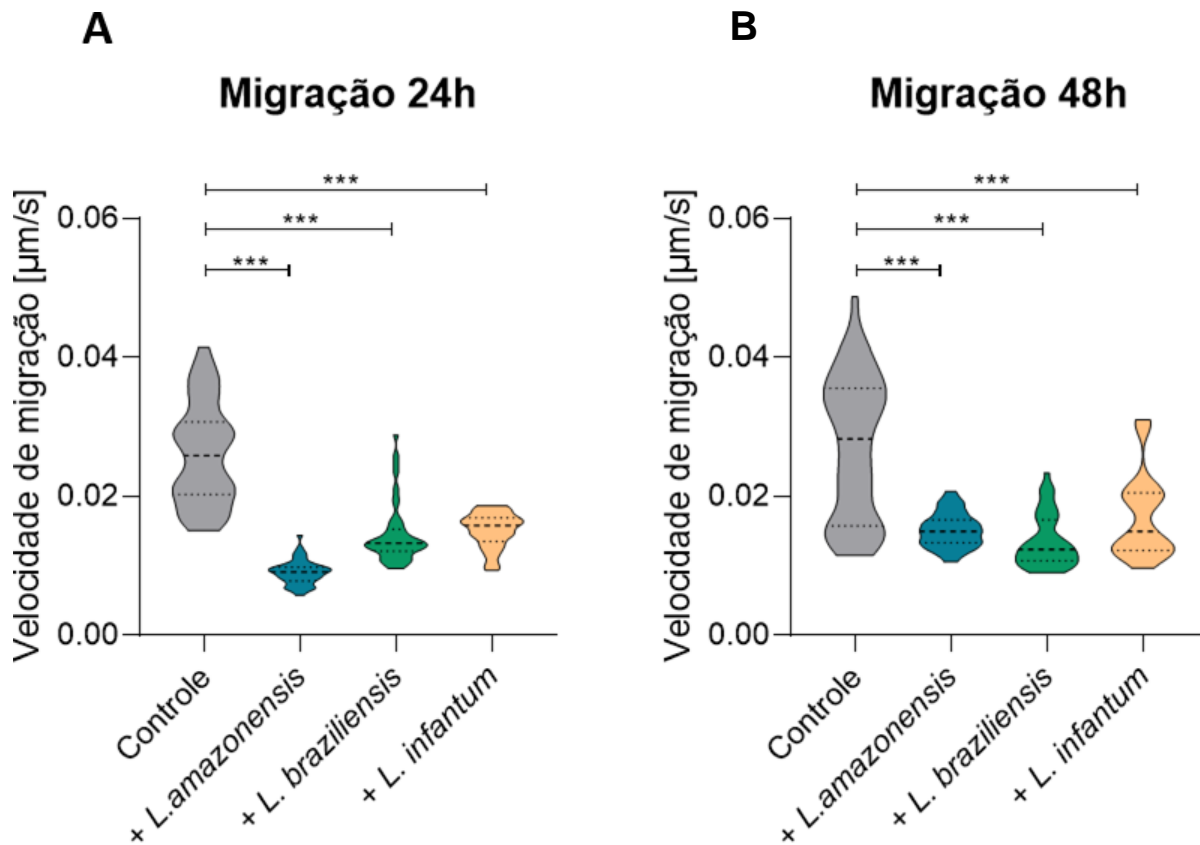 A
Migração 24h
Velocidade de migração [µm/s]
***
***
***
0.06
0.04
0.02
0.00
Controle
+ L.amazonensis
+ L. braziliensis
+ L. infantum
B
Migração 48h
Velocidade de migração [µm/s]
***
***
***
0.06
0.04
0.02
0.00
Controle
+ L.amazonensis
+ L. braziliensis
+ L. infantum